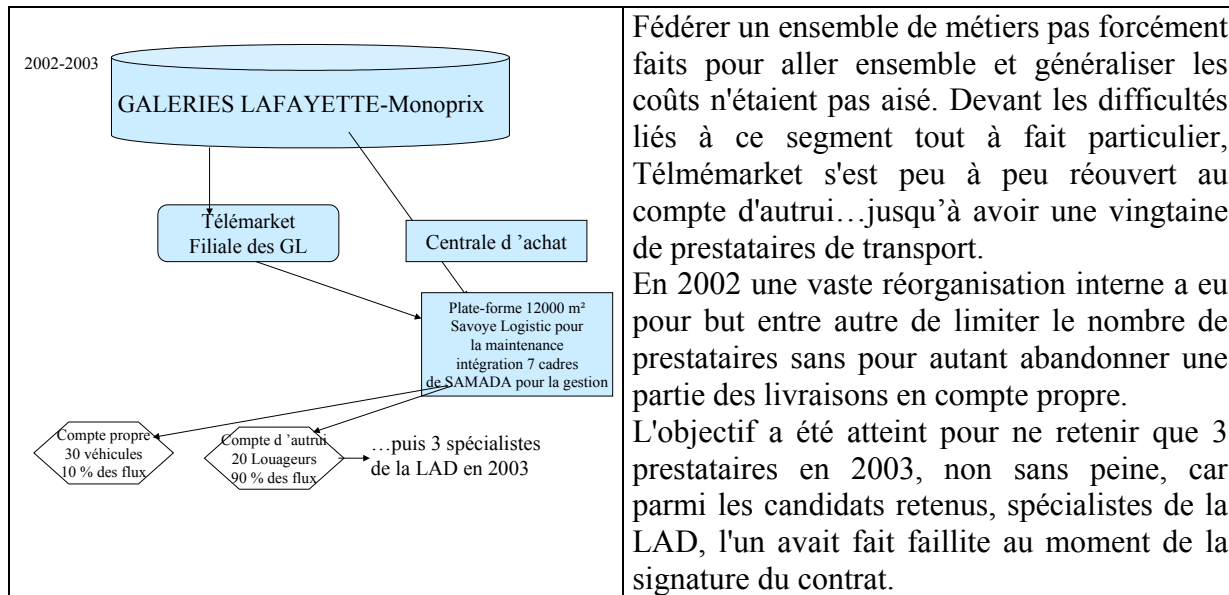 2002-2003
GALERIES LAFAYETTE-Monoprix
Télémarket
Filiale des GL
Centrale d ’achat
Plate-forme 12000 m²
Savoye Logistic pour
la maintenance
intégration 7 cadres
de SAMADA pour la gestion
Compte propre
30 véhicules
10 % des flux
Compte d ’autrui
20 Louageurs
90 % des flux
…puis 3 spécialistes
de la LAD en 2003
Fédérer un ensemble de métiers pas forcément
faits pour aller ensemble et généraliser les
coûts n'étaient pas aisé. Devant les difficultés
liés à ce segment tout à fait particulier,
Télmémarket s'est peu à peu réouvert au
compte d'autrui…jusqu’à avoir une vingtaine
de prestataires de transport.
En 2002 une vaste réorganisation interne a eu
pour but entre autre de limiter le nombre de
prestataires sans pour autant abandonner une
partie des livraisons en compte propre.
L'objectif a été atteint pour ne retenir que 3
prestataires en 2003, non sans peine, car
parmi les candidats retenus, spécialistes de la
LAD, l'un avait fait faillite au moment de la
signature du contrat.